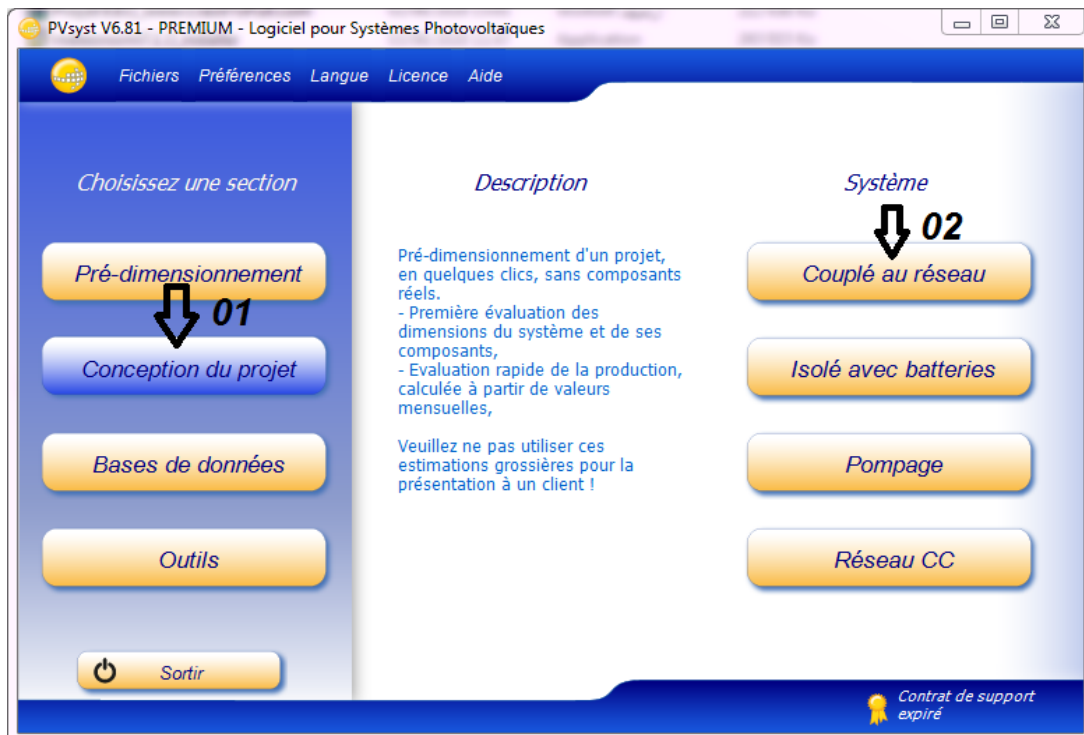 PVsyst V6.81 - PREMIUM - Logiciel pour Systèmes Photovoltaïques
Fichiers Préférences Langue Licence Aide
Choisissez une section
Pré-dimensionnement
01
Conception du projet
Bases de données
Outils
Sortir
Description
Pré-dimensionnement d'un projet,
en quelques clics, sans composants
réels.
- Première évaluation des
dimensions du système et de ses
composants,
- Evaluation rapide de la production,
calculée à partir de valeurs
mensuelles,
Veuillez ne pas utiliser ces
estimations grossières pour la
présentation à un client !
Système
02
Couplé au réseau
Isolé avec batteries
Pompage
Réseau CC
Contrat de support
expiré